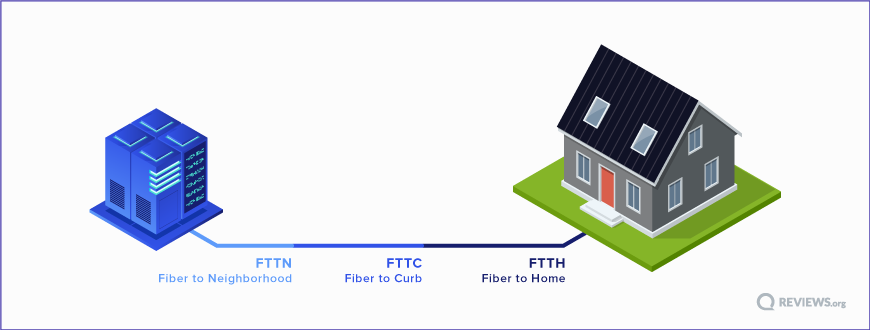 FTTN
Fiber to Neighborhood
FTTC
Fiber to Curb
FTTH
Fiber to Home
REVIEWS.org